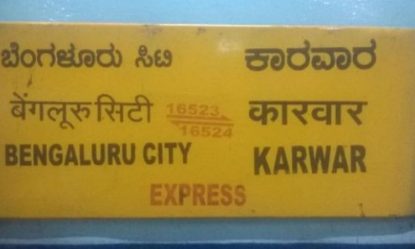 ಬೆಂಗಳೂರು ಸಿಟಿ ಕಾರವಾರ
बेंगलूरु सिटी 16523 कारवार
16524
BENGALURU CITY KARWAR
EXPRESS